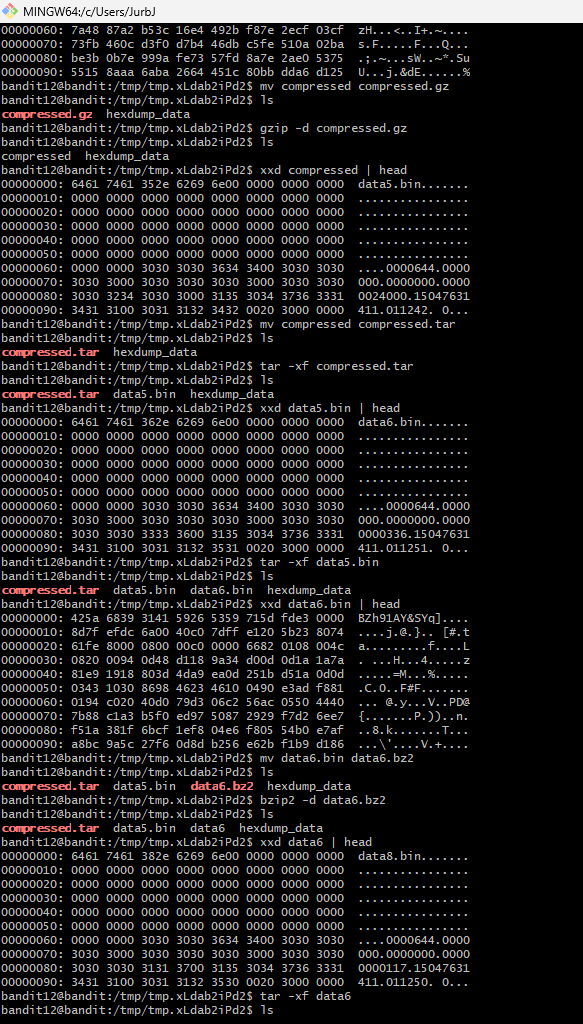 MINGW64:/c/Users/JurbJ
00000060: 7a48 87a2 b53c 16e4 492b f87e 2ecf 03cf  zH...<..I+.~....
00000070: 73fb 460c d3f0 d7b4 46db c5fe 510a 02ba  s.F.....F...Q...
00000080: be3b 0b7e 999a fe73 57fd 8a7e 2ae0 5375  .;.~...sW..~*.Su
00000090: 5515 8aaa 6aba 2664 451c 80bb dda6 d125  U...j.&dE......%
bandit12@bandit:/tmp/tmp.xLdab2iPd2$ mv compressed compressed.gz
bandit12@bandit:/tmp/tmp.xLdab2iPd2$ ls
compressed.gz  hexdump_data
bandit12@bandit:/tmp/tmp.xLdab2iPd2$ gzip -d compressed.gz
bandit12@bandit:/tmp/tmp.xLdab2iPd2$ ls
compressed  hexdump_data
bandit12@bandit:/tmp/tmp.xLdab2iPd2$ xxd compressed | head
00000000: 6461 7461 352e 6269 6e00 0000 0000 0000  data5.bin.......
00000010: 0000 0000 0000 0000 0000 0000 0000 0000  ................
00000020: 0000 0000 0000 0000 0000 0000 0000 0000  ................
00000030: 0000 0000 0000 0000 0000 0000 0000 0000  ................
00000040: 0000 0000 0000 0000 0000 0000 0000 0000  ................
00000050: 0000 0000 0000 0000 0000 0000 0000 0000  ................
00000060: 0000 0000 3030 3030 3634 3400 3030 3030  ....0000644.0000
00000070: 3030 3000 3030 3030 3030 3000 3030 3030  000.0000000.0000
00000080: 3030 3234 3030 3000 3135 3034 3736 3331  0024000.15047631
00000090: 3431 3100 3031 3132 3432 0020 3000 0000  411.011242. 0...
bandit12@bandit:/tmp/tmp.xLdab2iPd2$ mv compressed compressed.tar
bandit12@bandit:/tmp/tmp.xLdab2iPd2$ ls
compressed.tar  hexdump_data
bandit12@bandit:/tmp/tmp.xLdab2iPd2$ tar -xf compressed.tar
bandit12@bandit:/tmp/tmp.xLdab2iPd2$ ls
compressed.tar  data5.bin  hexdump_data
bandit12@bandit:/tmp/tmp.xLdab2iPd2$ xxd data5.bin | head
00000000: 6461 7461 362e 6269 6e00 0000 0000 0000  data6.bin.......
00000010: 0000 0000 0000 0000 0000 0000 0000 0000  ................
00000020: 0000 0000 0000 0000 0000 0000 0000 0000  ................
00000030: 0000 0000 0000 0000 0000 0000 0000 0000  ................
00000040: 0000 0000 0000 0000 0000 0000 0000 0000  ................
00000050: 0000 0000 0000 0000 0000 0000 0000 0000  ................
00000060: 0000 0000 3030 3030 3634 3400 3030 3030  ....0000644.0000
00000070: 3030 3000 3030 3030 3030 3000 3030 3030  000.0000000.0000
00000080: 3030 3030 3333 3600 3135 3034 3736 3331  0000336.15047631
00000090: 3431 3100 3031 3132 3531 0020 3000 0000  411.011251. 0...
bandit12@bandit:/tmp/tmp.xLdab2iPd2$ tar -xf data5.bin
bandit12@bandit:/tmp/tmp.xLdab2iPd2$ ls
compressed.tar  data5.bin  data6.bin  hexdump_data
bandit12@bandit:/tmp/tmp.xLdab2iPd2$ xxd data6.bin | head
00000000: 425a 6839 3141 5926 5359 715d fde3 0000  BZh91AY&SYq]....
00000010: 8d7f efdc 6a00 40c0 7dff e120 5b23 8074  ....j.@.}.. [#.t
00000020: 61fe 8000 0800 00c0 0000 6682 0108 004c  a.........f....L
00000030: 0820 0094 0d48 d118 9a34 d00d 0d1a 1a7a  . ...H...4.....z
00000040: 81e9 1918 803d 4da9 ea0d 251b d51a 0d0d  .....=M...%.....
00000050: 0343 1030 8698 4623 4610 0490 e3ad f881  .C.0..F#F.......
00000060: 0194 c020 40d0 79d3 06c2 56ac 0550 4440  ... @.y...V..PD@
00000070: 7b88 c1a3 b5f0 ed97 5087 2929 f7d2 6ee7  {.......P.))..n.
00000080: f51a 381f 6bcf 1ef8 04e6 f805 54b0 e7af  ..8.k.......T...
00000090: a8bc 9a5c 27f6 0d8d b256 e62b f1b9 d186  ...\'....V.+....
bandit12@bandit:/tmp/tmp.xLdab2iPd2$ mv data6.bin data6.bz2
bandit12@bandit:/tmp/tmp.xLdab2iPd2$ ls
compressed.tar  data5.bin  data6.bz2  hexdump_data
bandit12@bandit:/tmp/tmp.xLdab2iPd2$ bzip2 -d data6.bz2
bandit12@bandit:/tmp/tmp.xLdab2iPd2$ ls
compressed.tar  data5.bin  data6  hexdump_data
bandit12@bandit:/tmp/tmp.xLdab2iPd2$ xxd data6 | head
00000000: 6461 7461 382e 6269 6e00 0000 0000 0000  data8.bin.......
00000010: 0000 0000 0000 0000 0000 0000 0000 0000  ................
00000020: 0000 0000 0000 0000 0000 0000 0000 0000  ................
00000030: 0000 0000 0000 0000 0000 0000 0000 0000  ................
00000040: 0000 0000 0000 0000 0000 0000 0000 0000  ................
00000050: 0000 0000 0000 0000 0000 0000 0000 0000  ................
00000060: 0000 0000 3030 3030 3634 3400 3030 3030  ....0000644.0000
00000070: 3030 3000 3030 3030 3030 3000 3030 3030  000.0000000.0000
00000080: 3030 3030 3131 3700 3135 3034 3736 3331  0000117.15047631
00000090: 3431 3100 3031 3132 3530 0020 3000 0000  411.011250. 0...
bandit12@bandit:/tmp/tmp.xLdab2iPd2$ tar -xf data6
bandit12@bandit:/tmp/tmp.xLdab2iPd2$ ls